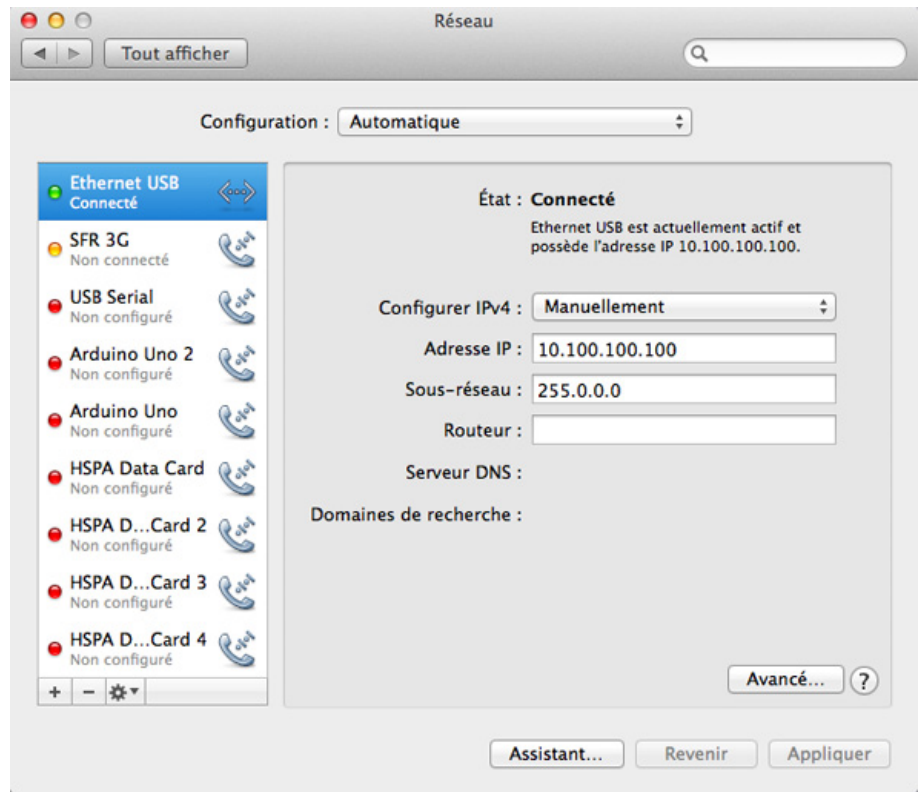 Réseau
Tout afficher
Configuration : Automatique
Ethernet USB
Connecté
SFR 3G
Non connecté
USB Serial
Non configuré
Arduino Uno 2
Non configuré
Arduino Uno
Non configuré
HSPA Data Card
Non configuré
HSPA D...Card 2
Non configuré
HSPA D...Card 3
Non configuré
HSPA D...Card 4
Non configuré
État : Connecté
Ethernet USB est actuellement actif et
possède l'adresse IP 10.100.100.100.
Configurer IPv4 : Manuellement
Adresse IP : 10.100.100.100
Sous-réseau : 255.0.0.0
Routeur :
Serveur DNS :
Domaines de recherche :
Avancé... ?
Assistant... Revenir Appliquer